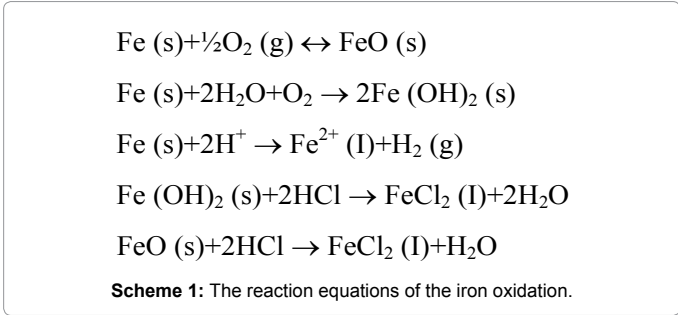 Fe (s)+½O₂ (g) ↔ FeO (s)
Fe (s)+2H₂O+O₂ → 2Fe (OH)₂ (s)
Fe (s)+2H⁺ → Fe²⁺ (I)+H₂ (g)
Fe (OH)₂ (s)+2HCl → FeCl₂ (I)+2H₂O
FeO (s)+2HCl → FeCl₂ (I)+H₂O
Scheme 1: The reaction equations of the iron oxidation.